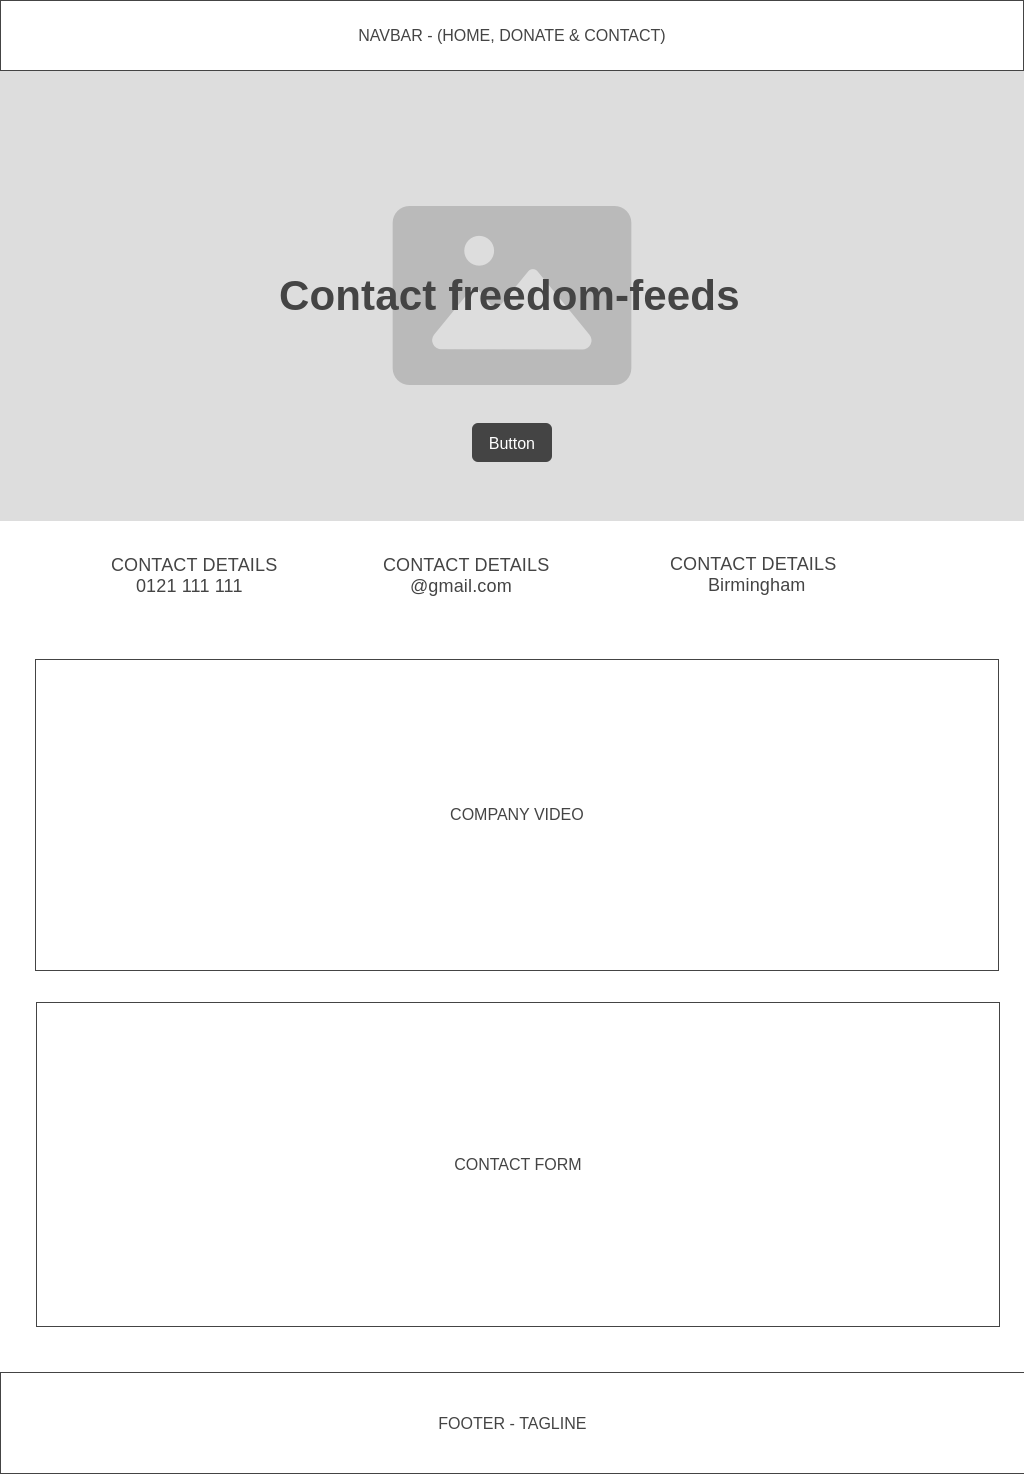 NAVBAR - (HOME, DONATE & CONTACT)
Contact freedom-feeds
Button
CONTACT DETAILS
0121 111 111
CONTACT DETAILS
@gmail.com
CONTACT DETAILS
Birmingham
COMPANY VIDEO
CONTACT FORM
FOOTER - TAGLINE